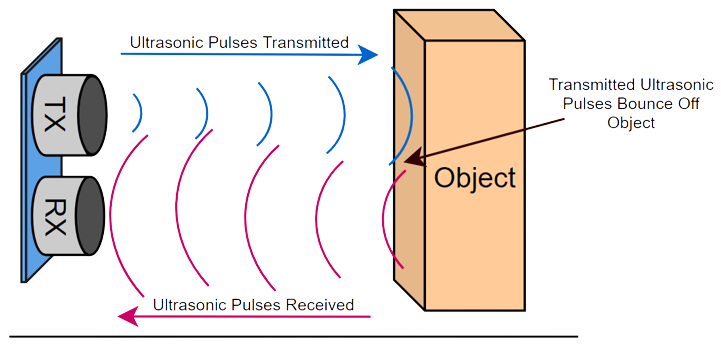 Ultrasonic Pulses Transmitted
TX
RX
Transmitted Ultrasonic
Pulses Bounce Off
Object
Object
Ultrasonic Pulses Received